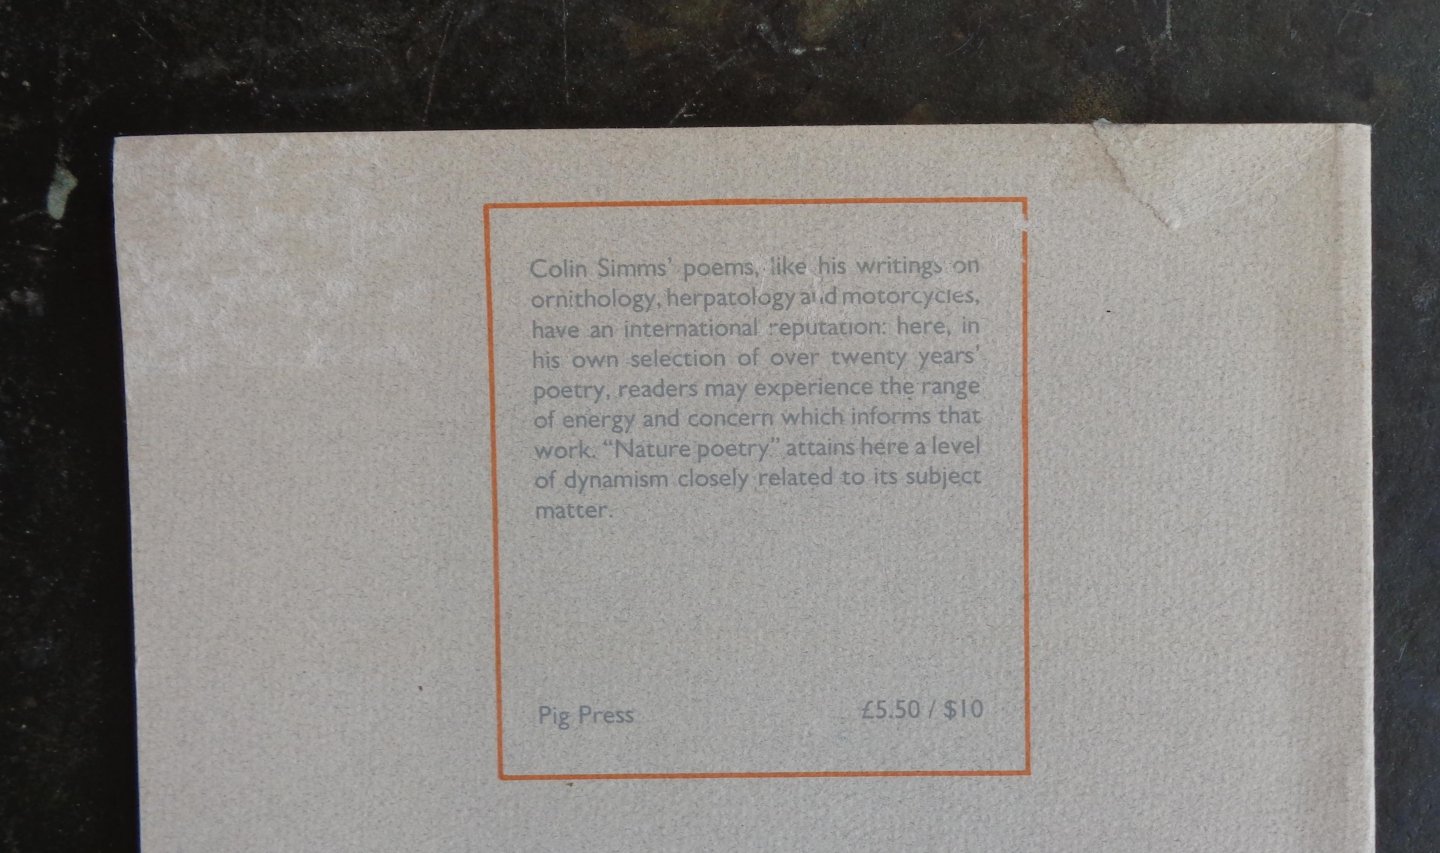 Colin Simms’ poems, like his writings on
ornithology, herpatology and motorcycles,
have an international reputation: here, in
his own selection of over twenty years’
poetry, readers may experience the range
of energy and concern which informs that
work. “Nature poetry” attains here a level
of dynamism closely related to its subject
matter.
Pig Press
£5.50 / $10